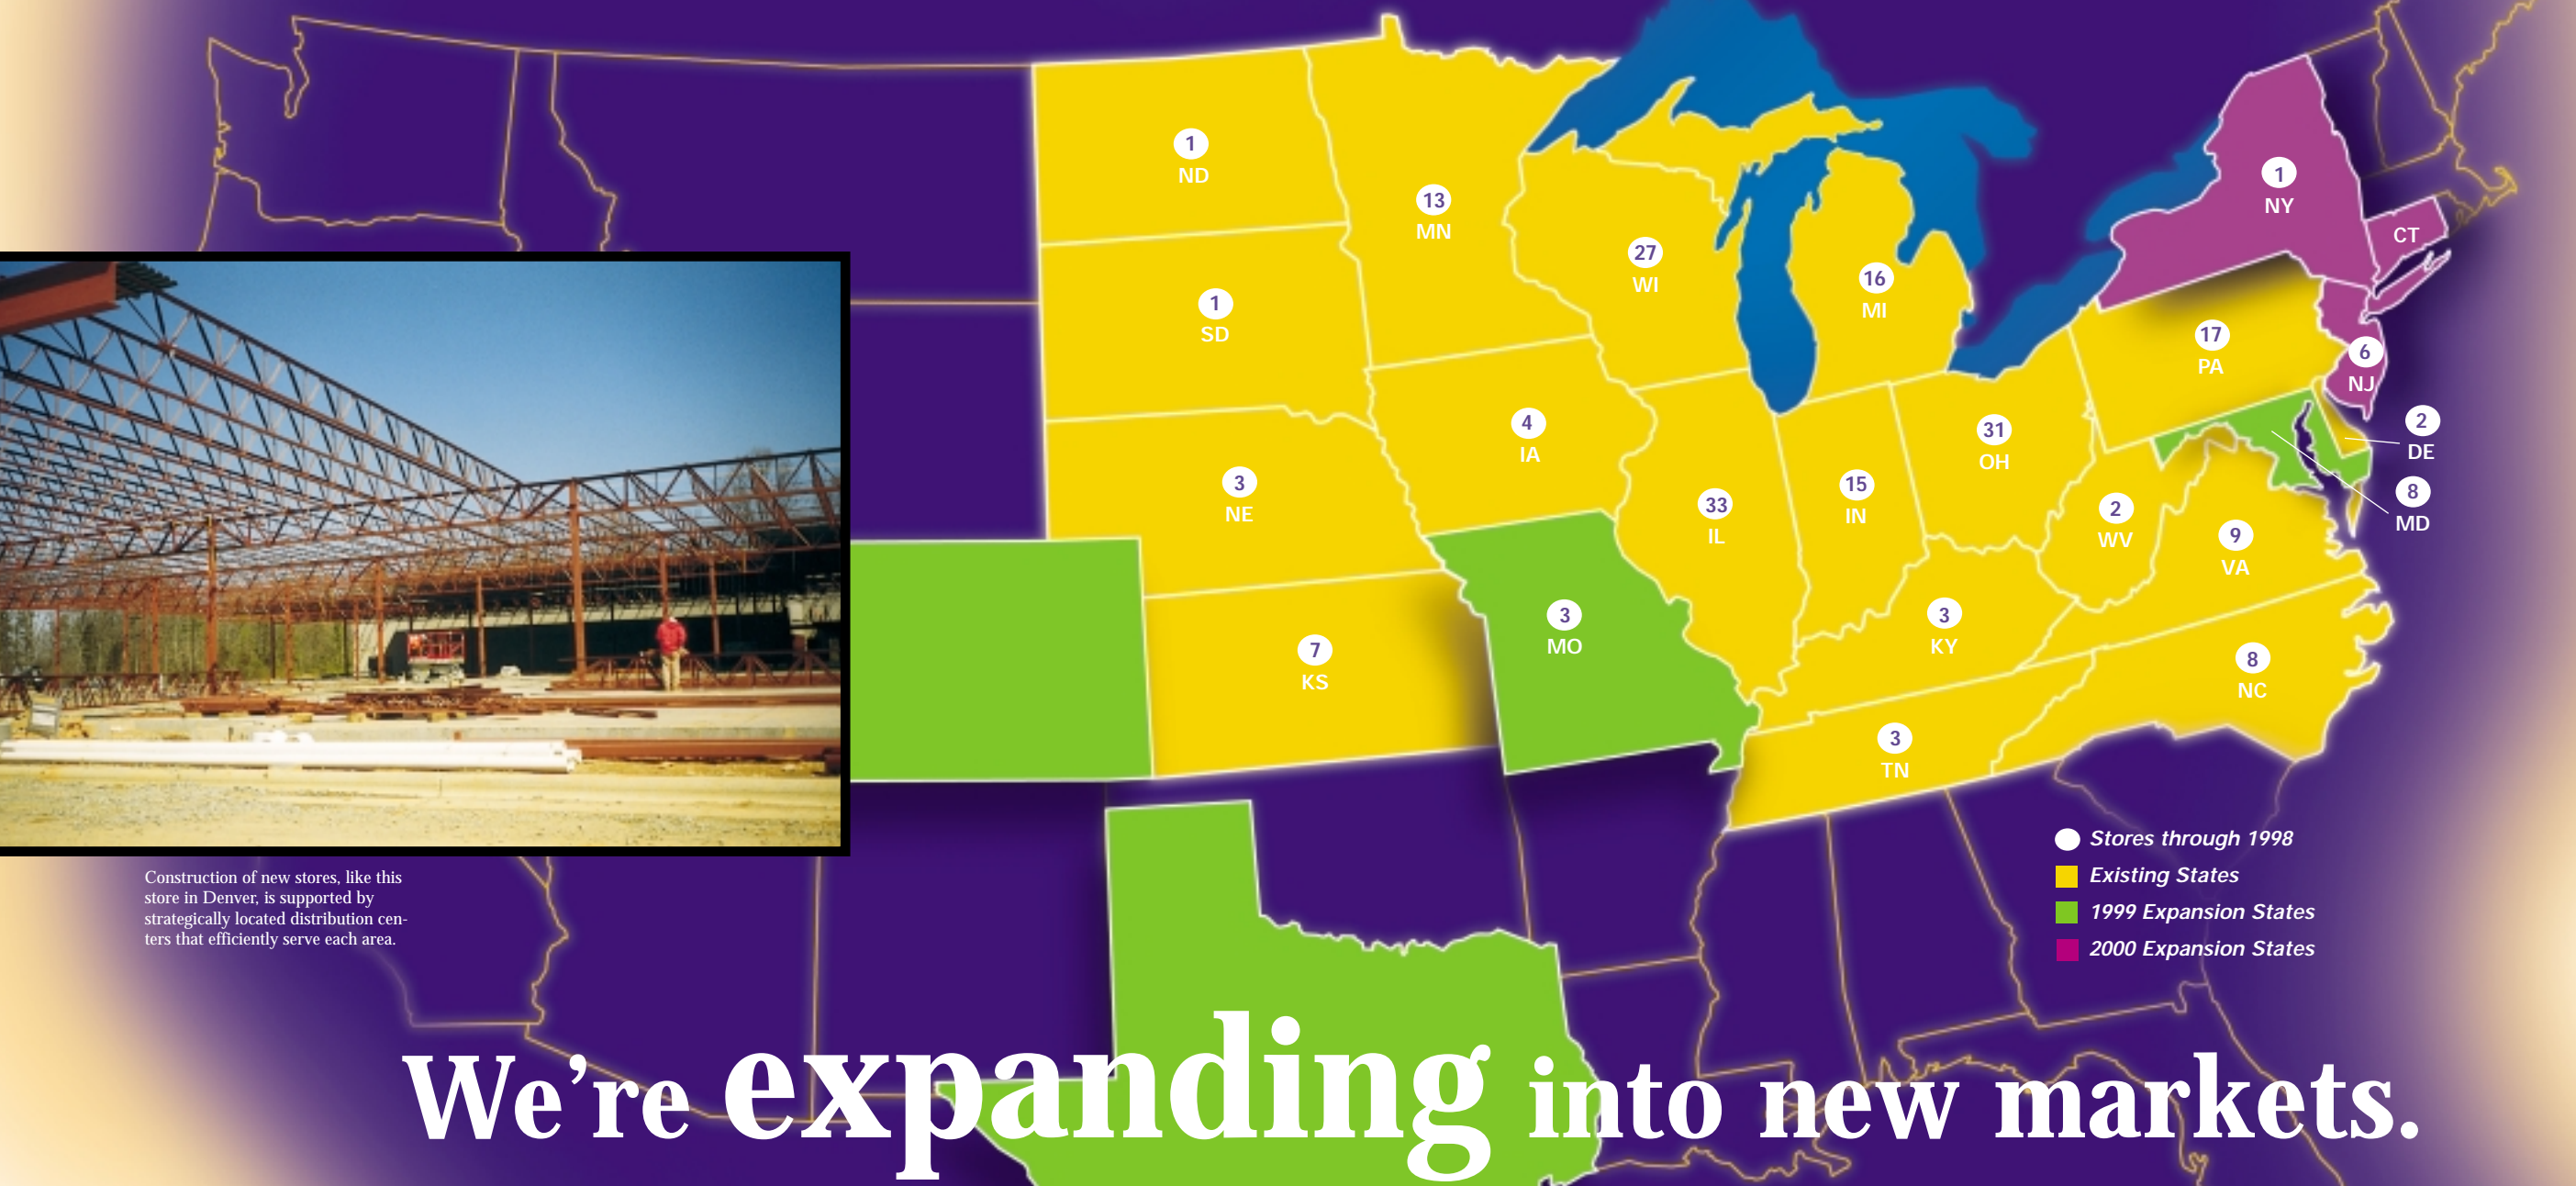 1
ND
13
MN
27
WI
16
MI
1
NY
CT
1
SD
17
PA
6
NJ
4
IA
31
OH
2
DE
3
NE
33
IL
15
IN
2
WV
8
MD
9
VA
7
KS
3
MO
3
KY
8
NC
3
TN
Stores through 1998
Existing States
1999 Expansion States
2000 Expansion States
Construction of new stores, like this
store in Denver, is supported by
strategically located distribution cen-
ters that efficiently serve each area.
We’re expanding into new markets.